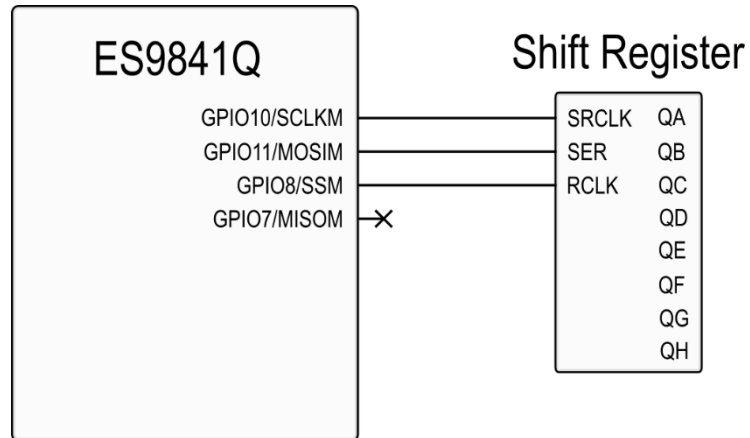 ES9841Q
Shift Register
GPIO10/SCLKM
GPIO11/MOSIM
GPIO8/SSM
GPIO7/MISOM
SRCLK QA
SER QB
RCLK QC
QD
QE
QF
QG
QH